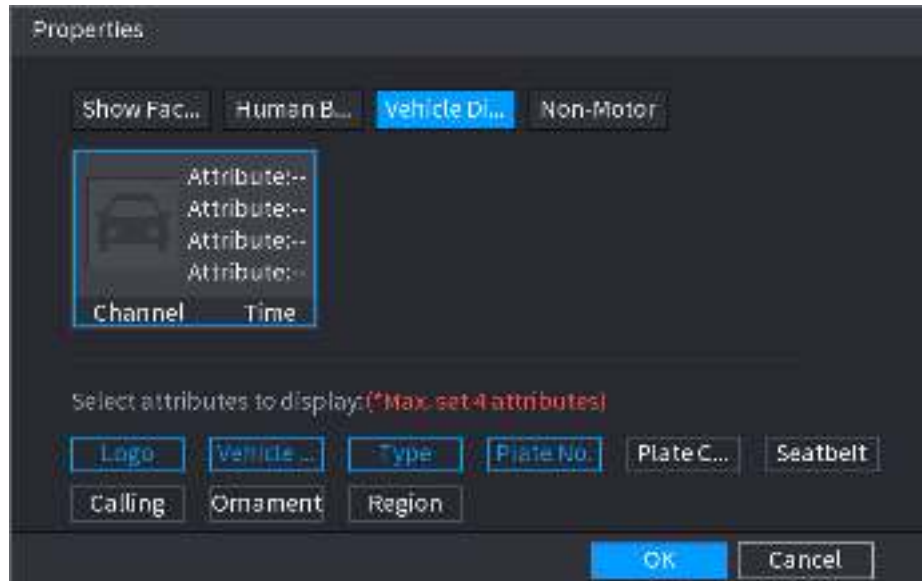 Properties
Show Fac... Human B... Vehicle Di... Non-Motor
Attribute:--
Attribute:--
Attribute:--
Attribute:--
Channel Time
Select attributes to display:(*Max. set 4 attributes)
Logo Vehicle ... Type Plate No. Plate C... Seatbelt
Calling Ornament Region
OK Cancel